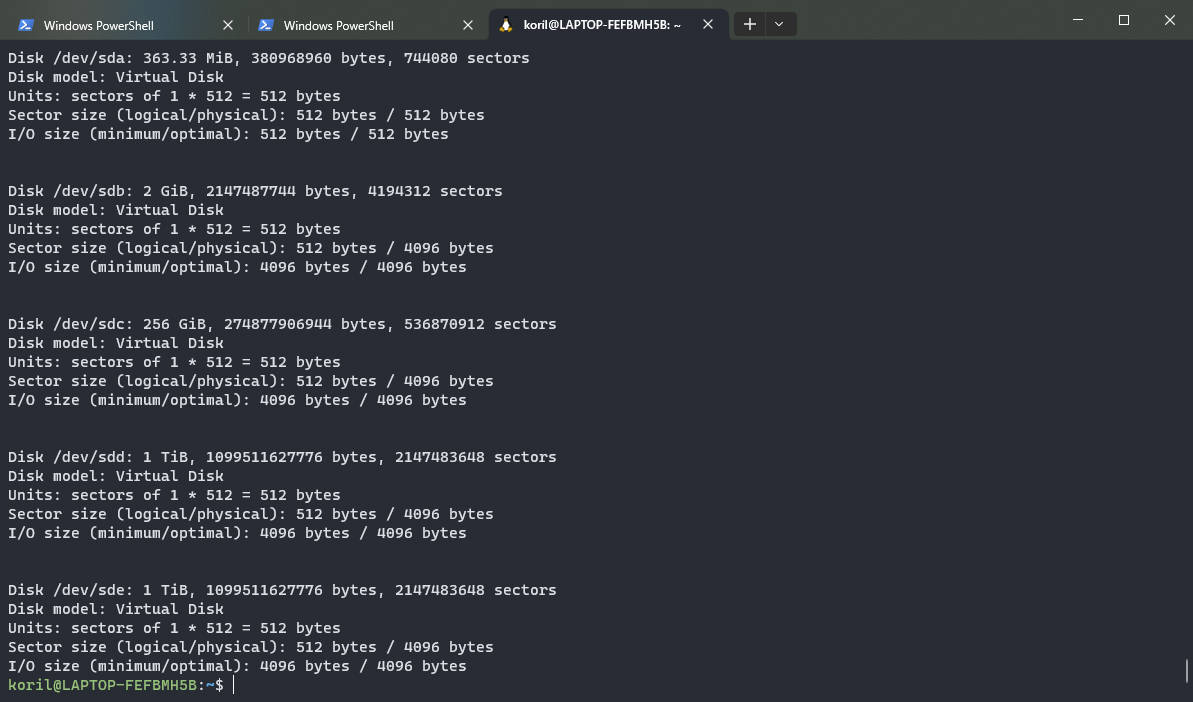 Windows PowerShell
Windows PowerShell
koril@LAPTOP-FEFBMH5B: ~
Disk /dev/sda: 363.33 MiB, 380968960 bytes, 744080 sectors
Disk model: Virtual Disk
Units: sectors of 1 * 512 = 512 bytes
Sector size (logical/physical): 512 bytes / 512 bytes
I/O size (minimum/optimal): 512 bytes / 512 bytes
Disk /dev/sdb: 2 GiB, 2147487744 bytes, 4194312 sectors
Disk model: Virtual Disk
Units: sectors of 1 * 512 = 512 bytes
Sector size (logical/physical): 512 bytes / 4096 bytes
I/O size (minimum/optimal): 4096 bytes / 4096 bytes
Disk /dev/sdc: 256 GiB, 274877906944 bytes, 536870912 sectors
Disk model: Virtual Disk
Units: sectors of 1 * 512 = 512 bytes
Sector size (logical/physical): 512 bytes / 4096 bytes
I/O size (minimum/optimal): 4096 bytes / 4096 bytes
Disk /dev/sdd: 1 TiB, 1099511627776 bytes, 2147483648 sectors
Disk model: Virtual Disk
Units: sectors of 1 * 512 = 512 bytes
Sector size (logical/physical): 512 bytes / 4096 bytes
I/O size (minimum/optimal): 4096 bytes / 4096 bytes
Disk /dev/sde: 1 TiB, 1099511627776 bytes, 2147483648 sectors
Disk model: Virtual Disk
Units: sectors of 1 * 512 = 512 bytes
Sector size (logical/physical): 512 bytes / 4096 bytes
I/O size (minimum/optimal): 4096 bytes / 4096 bytes
koril@LAPTOP-FEFBMH5B:~$